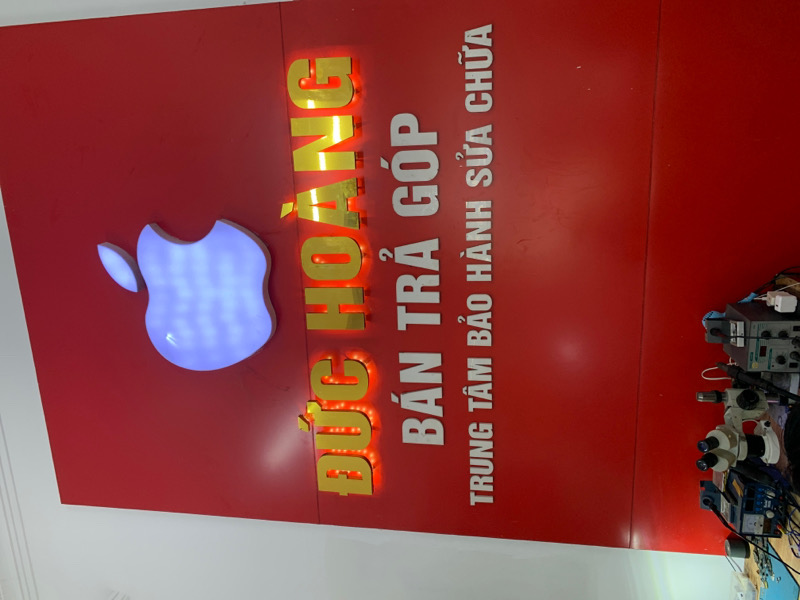 ĐỨC HOÀNG
BÁN TRẢ GÓP
TRUNG TÂM BẢO HÀNH SỬA CHỮA